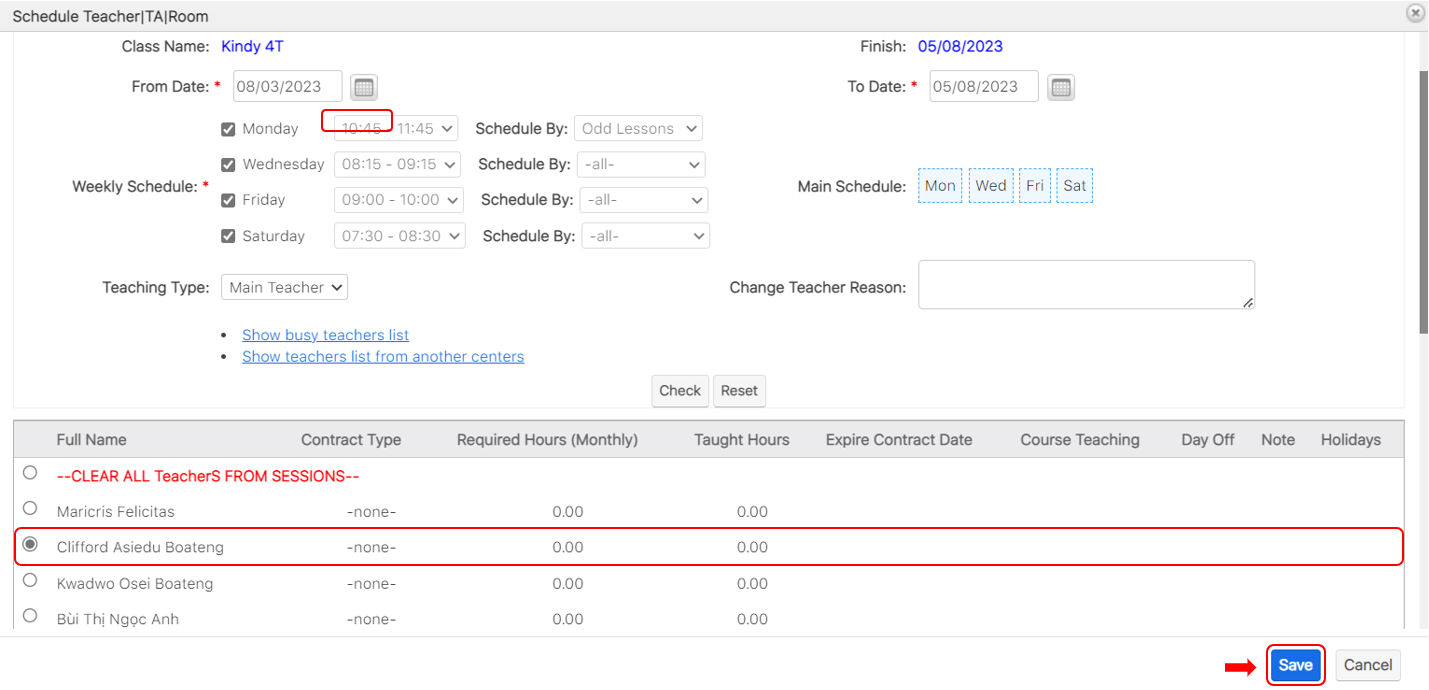 Schedule Teacher|TA|Room
Class Name: Kindy 4T Finish: 05/08/2023
From Date: * 08/03/2023 To Date: * 05/08/2023
Monday 10:45 - 11:45 Schedule By: Odd Lessons
Wednesday 08:15 - 09:15 Schedule By: -all-
Weekly Schedule: * Main Schedule: Mon Wed Fri Sat
Friday 09:00 - 10:00 Schedule By: -all-
Saturday 07:30 - 08:30 Schedule By: -all-
Teaching Type: Main Teacher Change Teacher Reason:
• Show busy teachers list
• Show teachers list from another centers
Check Reset
Full Name Contract Type Required Hours (Monthly) Taught Hours Expire Contract Date Course Teaching Day Off Note Holidays
--CLEAR ALL TeacherS FROM SESSIONS--
Maricris Felicitas -none- 0.00 0.00
Clifford Asiedu Boateng -none- 0.00 0.00
Kwadwo Osei Boateng -none- 0.00 0.00
Bùi Thị Ngọc Anh -none- 0.00 0.00
Save Cancel